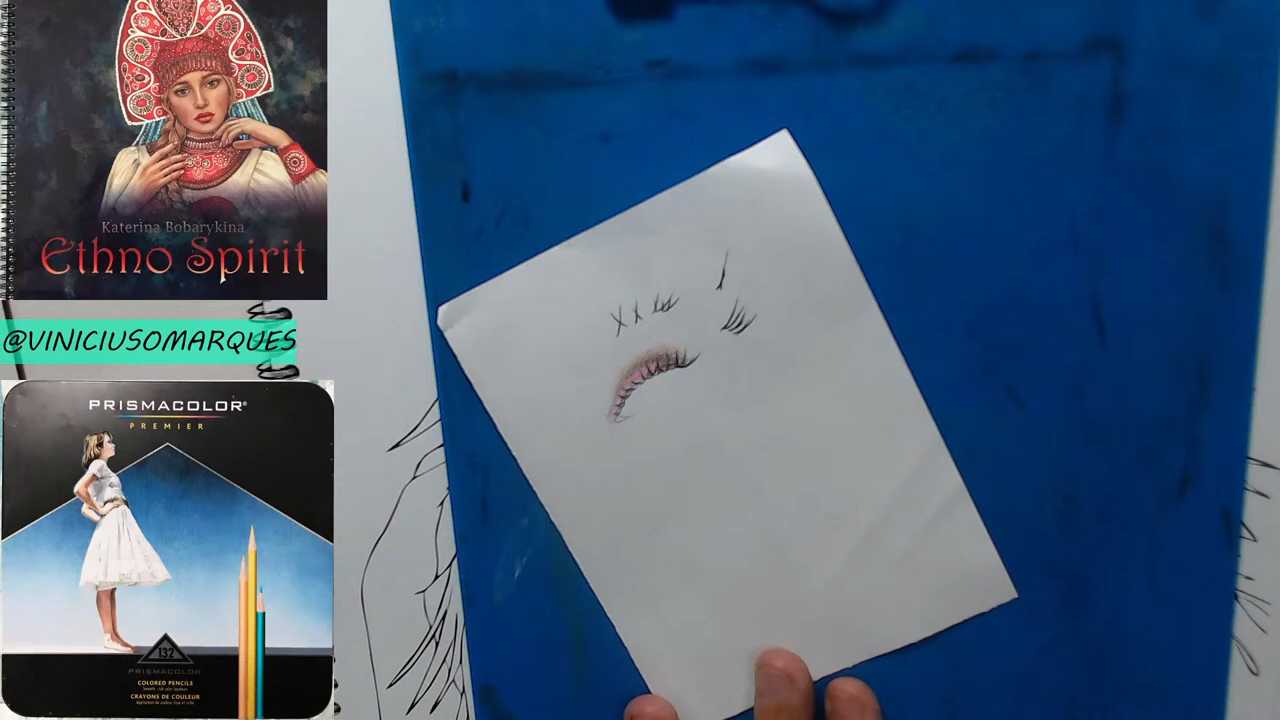 Katerina Bobarykina
Ethno Spirit
@VINICIUSOMARQUES
PRISMACOLOR®
PREMIER
132
PRISMACOLOR
COLORED PENCILS
CRAYONS DE COULEUR